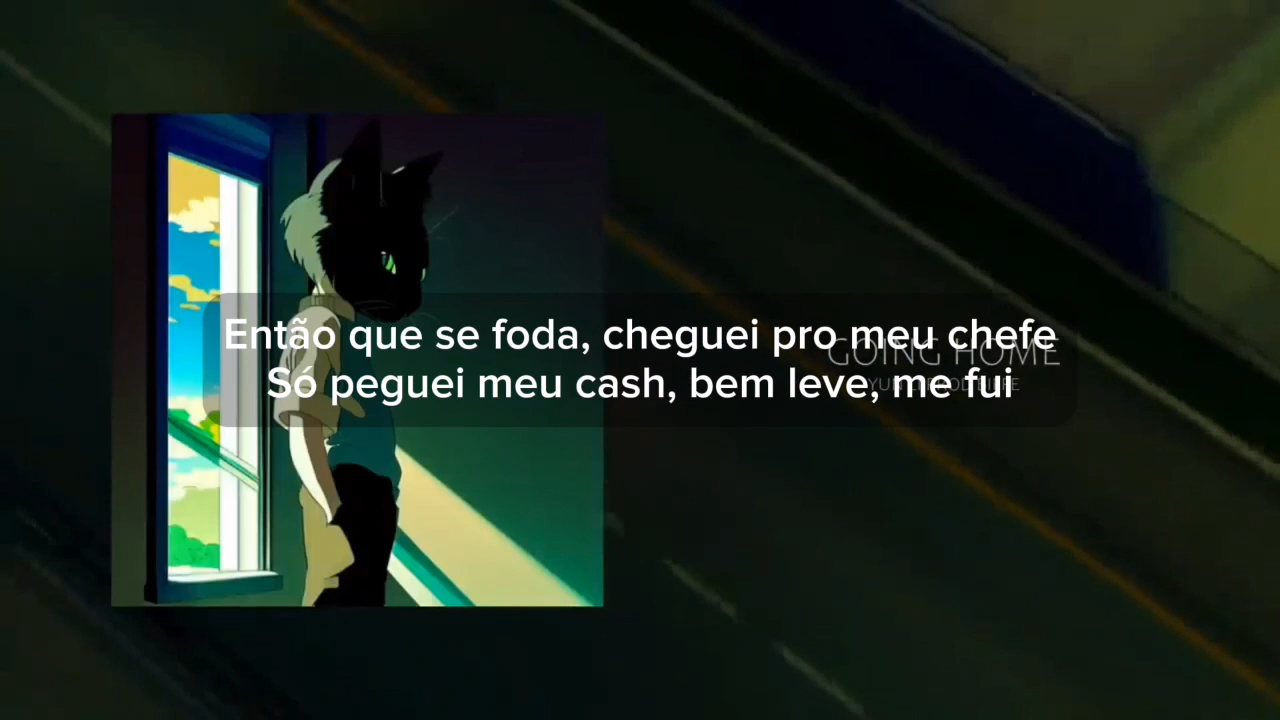 Então que se foda, cheguei pro meu chefe
GOING HOME
Só peguei meu cash, bem leve, me fui